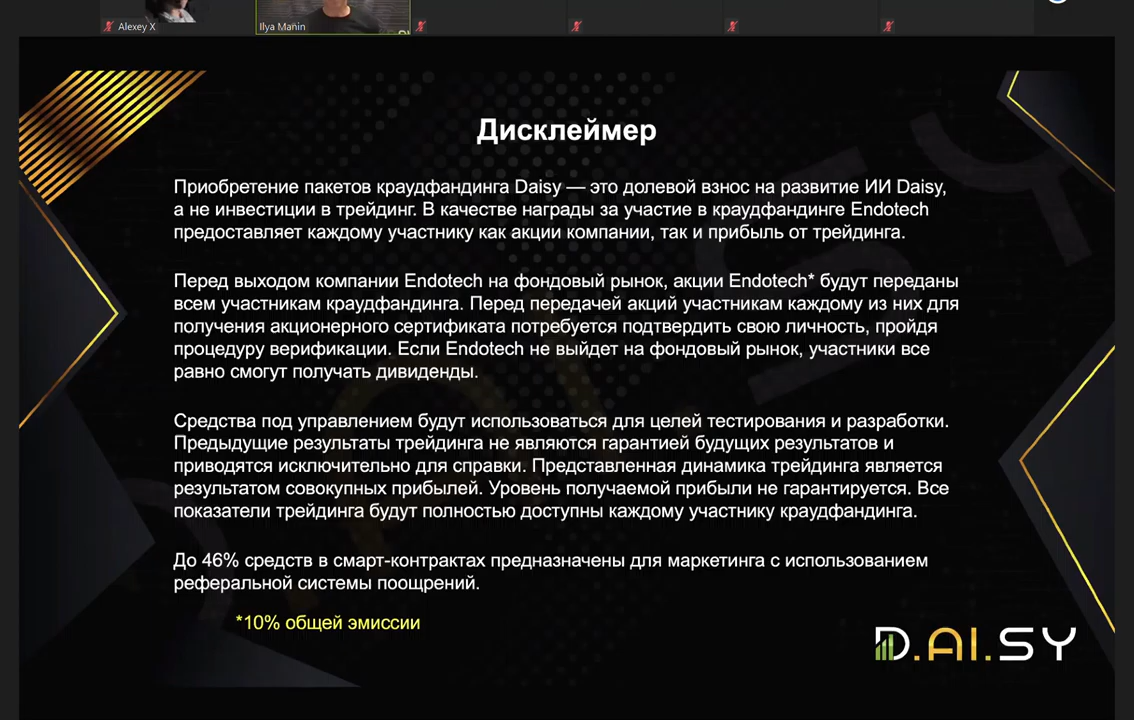 Alexey X
Ilya Manin
Дисклеймер
Приобретение пакетов краудфандинга Daisy — это долевой взнос на развитие ИИ Daisy,
а не инвестиции в трейдинг. В качестве награды за участие в краудфандинге Endotech
предоставляет каждому участнику как акции компании, так и прибыль от трейдинга.
Перед выходом компании Endotech на фондовый рынок, акции Endotech* будут переданы
всем участникам краудфандинга. Перед передачей акций участникам каждому из них для
получения акционерного сертификата потребуется подтвердить свою личность, пройдя
процедуру верификации. Если Endotech не выйдет на фондовый рынок, участники все
равно смогут получать дивиденды.
Средства под управлением будут использоваться для целей тестирования и разработки.
Предыдущие результаты трейдинга не являются гарантией будущих результатов и
приводятся исключительно для справки. Представленная динамика трейдинга является
результатом совокупных прибылей. Уровень получаемой прибыли не гарантируется. Все
показатели трейдинга будут полностью доступны каждому участнику краудфандинга.
До 46% средств в смарт-контрактах предназначены для маркетинга с использованием
реферальной системы поощрений.
*10% общей эмиссии
D.AI.SY